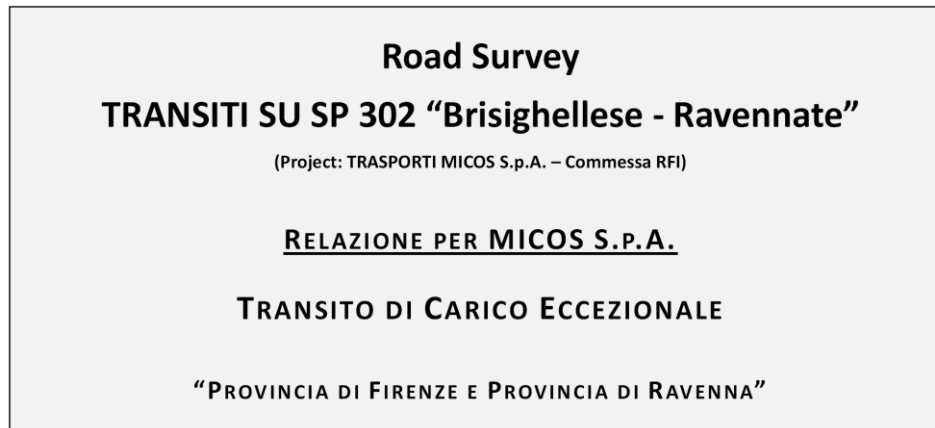 Road Survey
TRANSITI SU SP 302 “Brisighellese - Ravennate”
(Project: TRASPORTI MICOS S.p.A. – Commessa RFI)
RELAZIONE PER MICOS S.P.A.
TRANSITO DI CARICO ECCEZIONALE
“PROVINCIA DI FIRENZE E PROVINCIA DI RAVENNA”